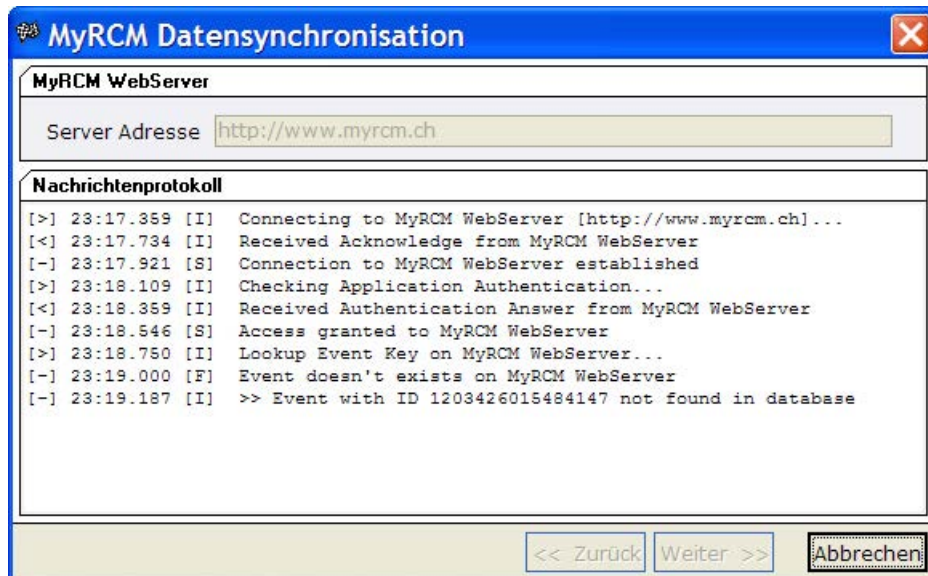 MyRCM Datensynchronisation
MyRCM WebServer
Server Adresse http://www.myrcm.ch
Nachrichtenprotokoll
[>] 23:17.359 [I] Connecting to MyRCM WebServer [http://www.myrcm.ch]...
[<] 23:17.734 [I] Received Acknowledge from MyRCM WebServer
[-] 23:17.921 [S] Connection to MyRCM WebServer established
[>] 23:18.109 [I] Checking Application Authentication...
[<] 23:18.359 [I] Received Authentication Answer from MyRCM WebServer
[-] 23:18.546 [S] Access granted to MyRCM WebServer
[>] 23:18.750 [I] Lookup Event Key on MyRCM WebServer...
[-] 23:19.000 [F] Event doesn't exists on MyRCM WebServer
[-] 23:19.187 [I] >> Event with ID 1203426015484147 not found in database
<< Zurück Weiter >> Abbrechen